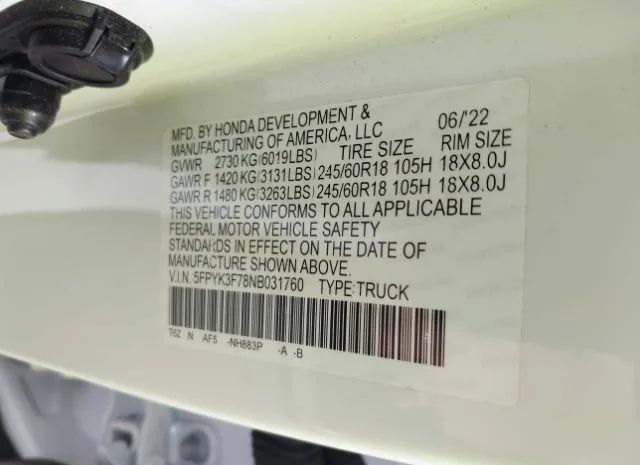 MFD. BY HONDA DEVELOPMENT & 06/'22
MANUFACTURING OF AMERICA, LLC
GVWR 2730 KG (6019LBS) TIRE SIZE RIM SIZE
GAWR F 1420 KG (3131LBS) 245/60R18 105H 18X8.0J
GAWR R 1480 KG (3263LBS) 245/60R18 105H 18X8.0J
THIS VEHICLE CONFORMS TO ALL APPLICABLE
FEDERAL MOTOR VEHICLE SAFETY
STANDARDS IN EFFECT ON THE DATE OF
MANUFACTURE SHOWN ABOVE.
V.I.N. 5FPYK3F78NB031760 TYPE:TRUCK
T6Z N AF5 -NH883P -A -B